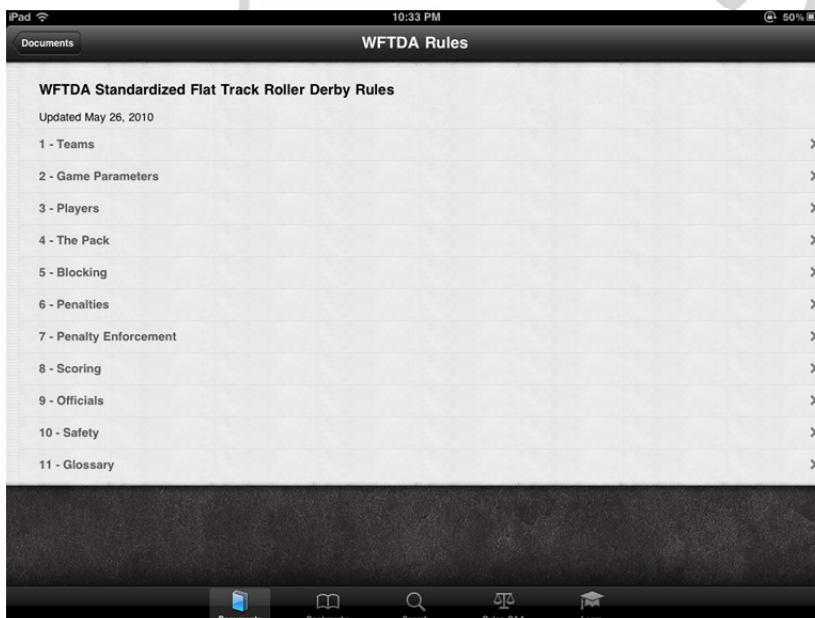 iPad 10:33 PM 50%
Documents WFTDA Rules
WFTDA Standardized Flat Track Roller Derby Rules
Updated May 26, 2010
1 - Teams
2 - Game Parameters
3 - Players
4 - The Pack
5 - Blocking
6 - Penalties
7 - Penalty Enforcement
8 - Scoring
9 - Officials
10 - Safety
11 - Glossary